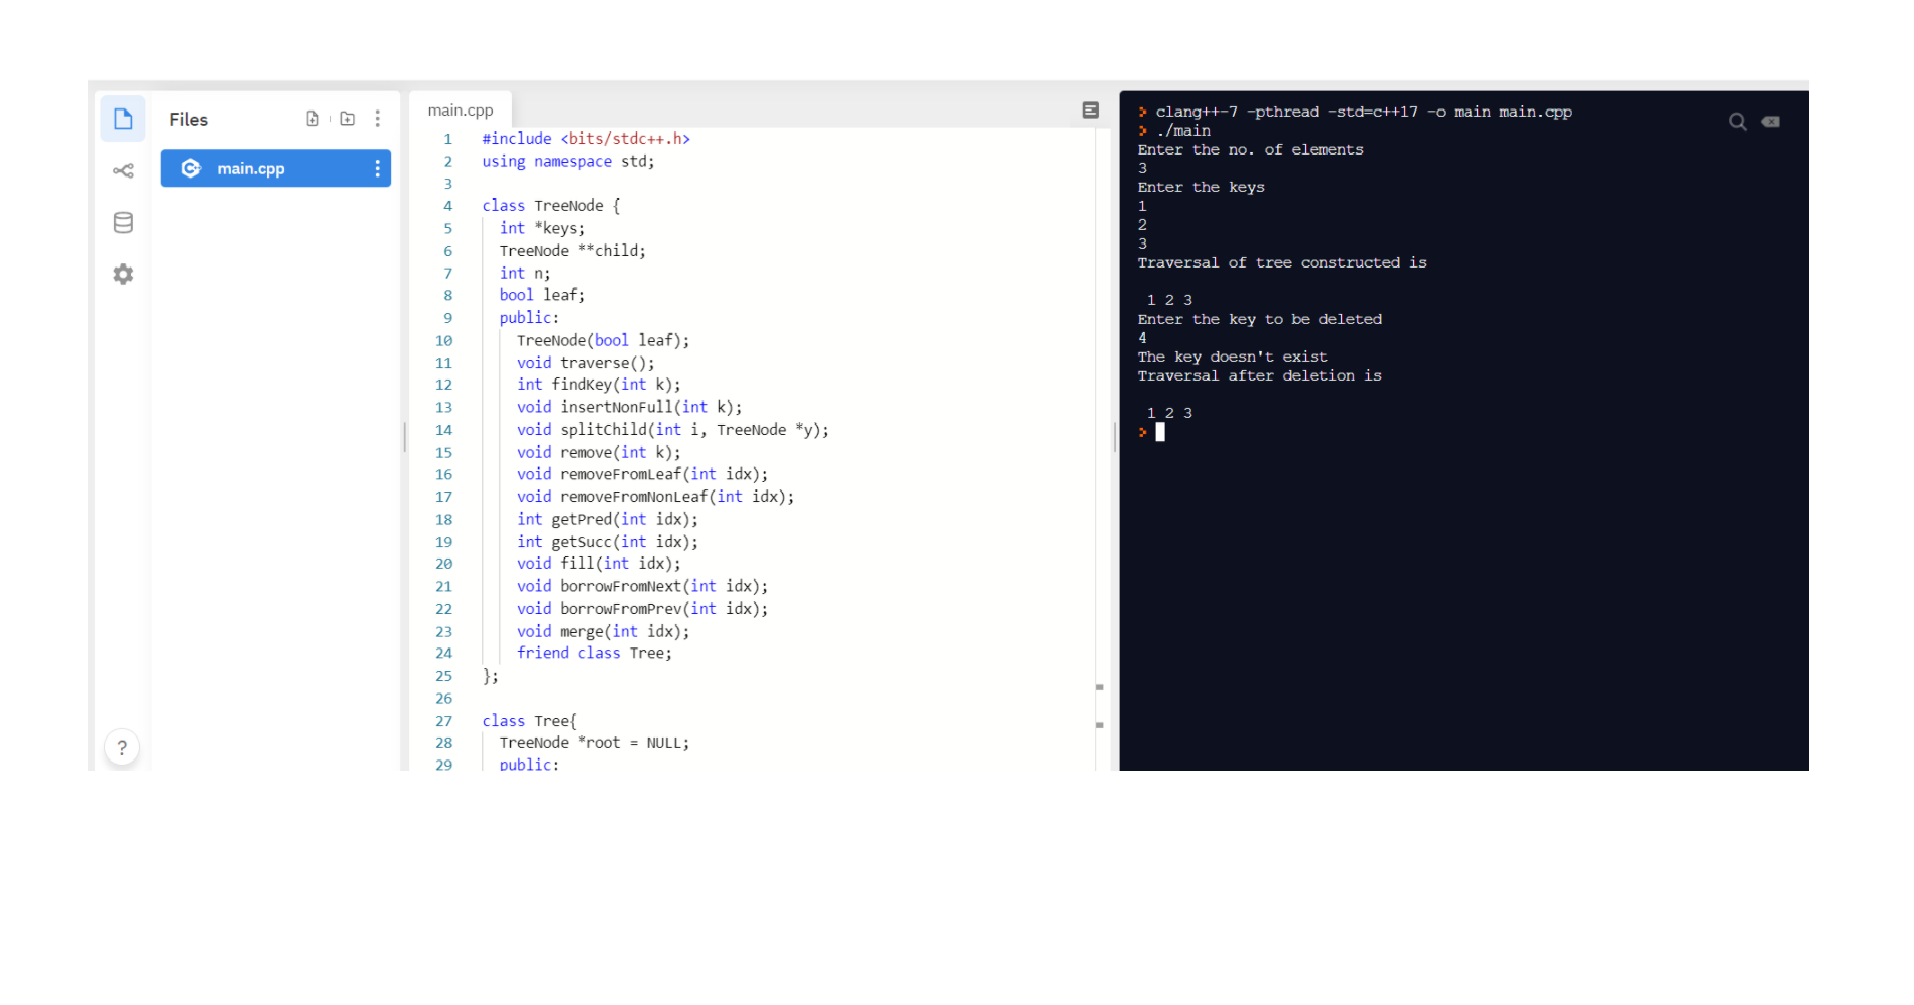 Files
main.cpp
?
main.cpp
1 #include <bits/stdc++.h>
2 using namespace std;
3
4 class TreeNode {
5 int *keys;
6 TreeNode **child;
7 int n;
8 bool leaf;
9 public:
10 TreeNode(bool leaf);
11 void traverse();
12 int findKey(int k);
13 void insertNonFull(int k);
14 void splitChild(int i, TreeNode *y);
15 void remove(int k);
16 void removeFromLeaf(int idx);
17 void removeFromNonLeaf(int idx);
18 int getPred(int idx);
19 int getSucc(int idx);
20 void fill(int idx);
21 void borrowFromNext(int idx);
22 void borrowFromPrev(int idx);
23 void merge(int idx);
24 friend class Tree;
25 };
26
27 class Tree{
28 TreeNode *root = NULL;
29 public:
> clang++-7 -pthread -std=c++17 -o main main.cpp
> ./main
Enter the no. of elements
3
Enter the keys
1
2
3
Traversal of tree constructed is
1 2 3
Enter the key to be deleted
4
The key doesn't exist
Traversal after deletion is
1 2 3
>